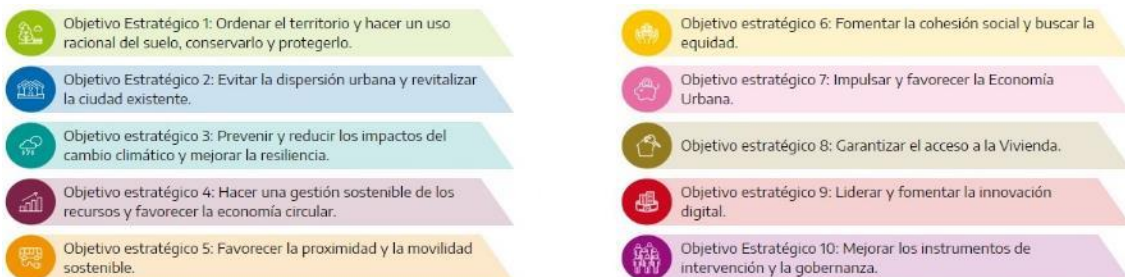 Objetivo Estratégico 1: Ordenar el territorio y hacer un uso
racional del suelo, conservarlo y protegerlo.
Objetivo Estratégico 2: Evitar la dispersión urbana y revitalizar
la ciudad existente.
Objetivo estratégico 3: Prevenir y reducir los impactos del
cambio climático y mejorar la resiliencia.
Objetivo estratégico 4: Hacer una gestión sostenible de los
recursos y favorecer la economía circular.
Objetivo estratégico 5: Favorecer la proximidad y la movilidad
sostenible.
Objetivo estratégico 6: Fomentar la cohesión social y buscar la
equidad.
Objetivo estratégico 7: Impulsar y favorecer la Economía
Urbana.
Objetivo estratégico 8: Garantizar el acceso a la Vivienda.
Objetivo estratégico 9: Liderar y fomentar la innovación
digital.
Objetivo Estratégico 10: Mejorar los instrumentos de
intervención y la gobernanza.